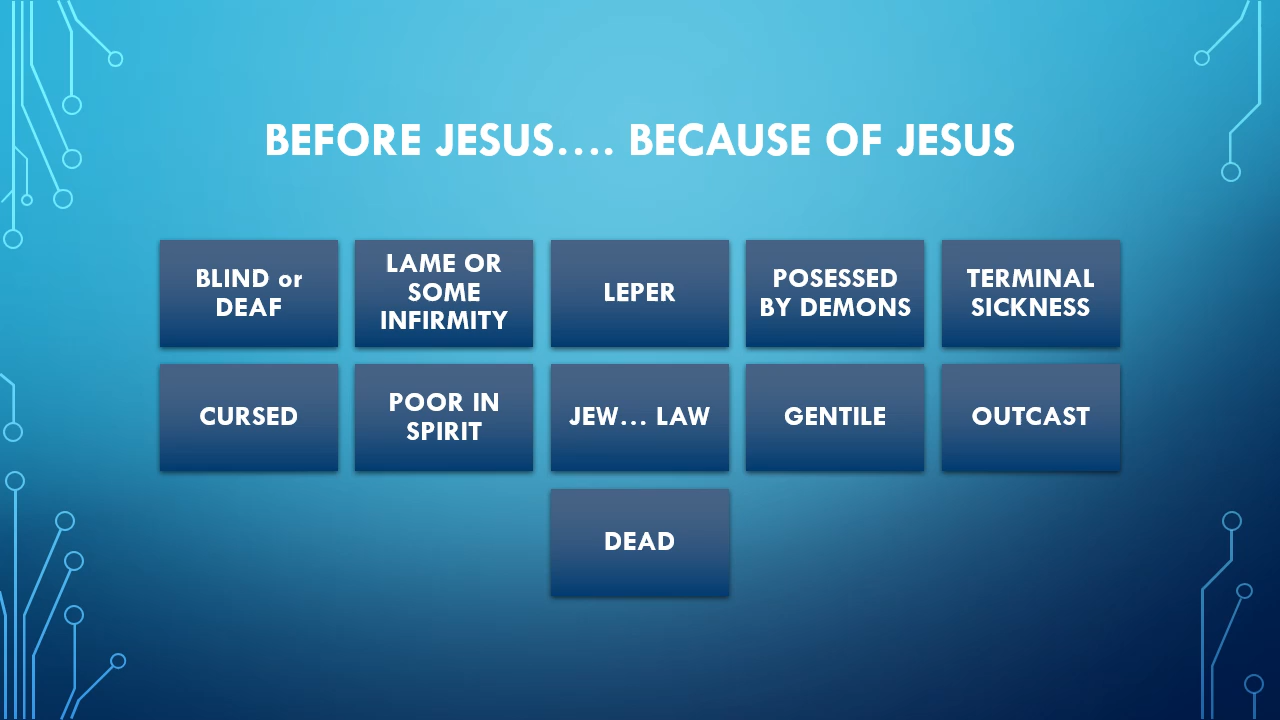 BEFORE JESUS.... BECAUSE OF JESUS
BLIND or
DEAF
LAME OR
SOME
INFIRMITY
LEPER
POSESSED
BY DEMONS
TERMINAL
SICKNESS
CURSED
POOR IN
SPIRIT
JEW... LAW
GENTILE
OUTCAST
DEAD